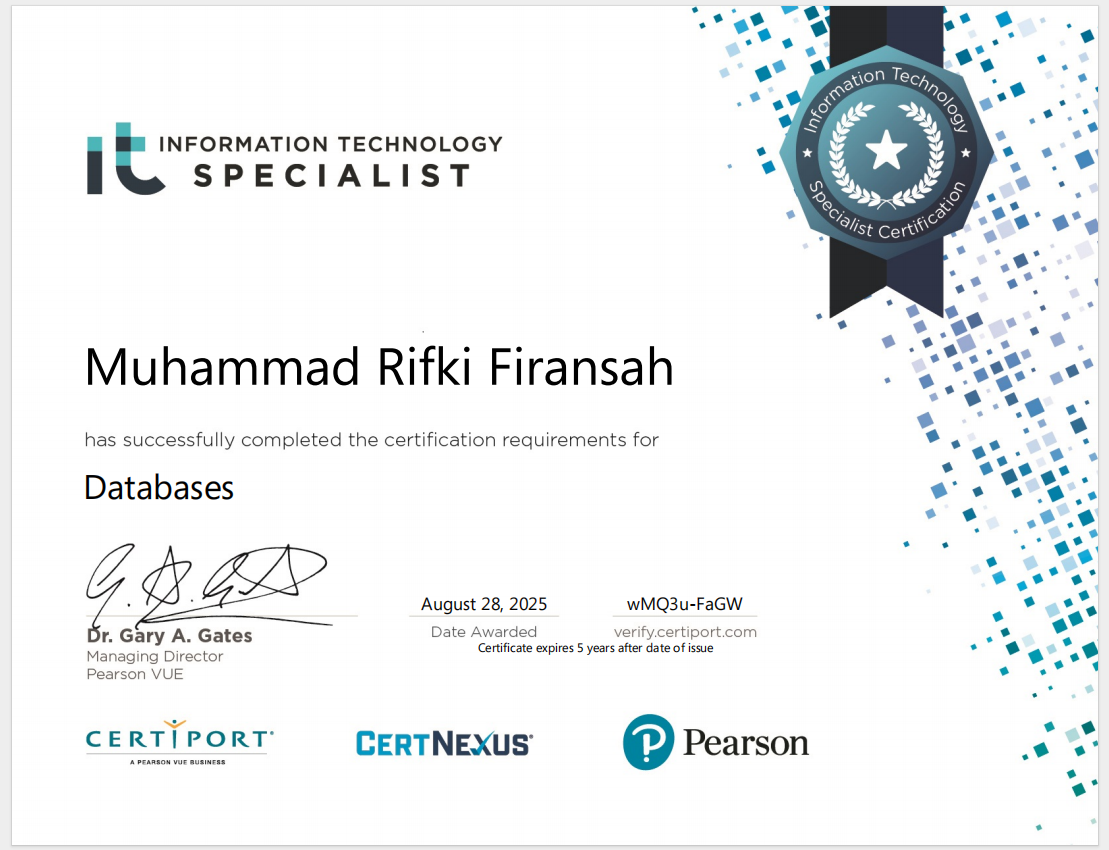 it INFORMATION TECHNOLOGY
SPECIALIST
Information Technology
Specialist Certification
Muhammad Rifki Firansah
has successfully completed the certification requirements for
Databases
August 28, 2025
wMQ3u-FaGW
Dr. Gary A. Gates
Date Awarded
verify.certiport.com
Managing Director
Certificate expires 5 years after date of issue
Pearson VUE
CERTIPORT®
A PEARSON VUE BUSINESS
CERTNEXUS®
P Pearson